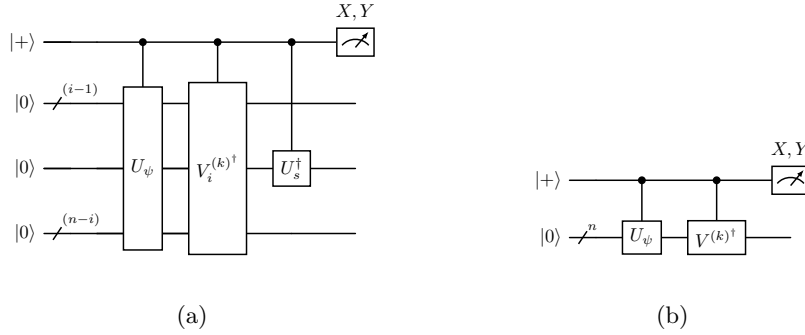 X, Y
|+⟩
|0⟩ (i−1)
|0⟩ U_ψ V_i^{(k)†} U_s^†
|0⟩ (n−i)
(a)
X, Y
|+⟩
|0⟩ n U_ψ V^{(k)†}
(b)